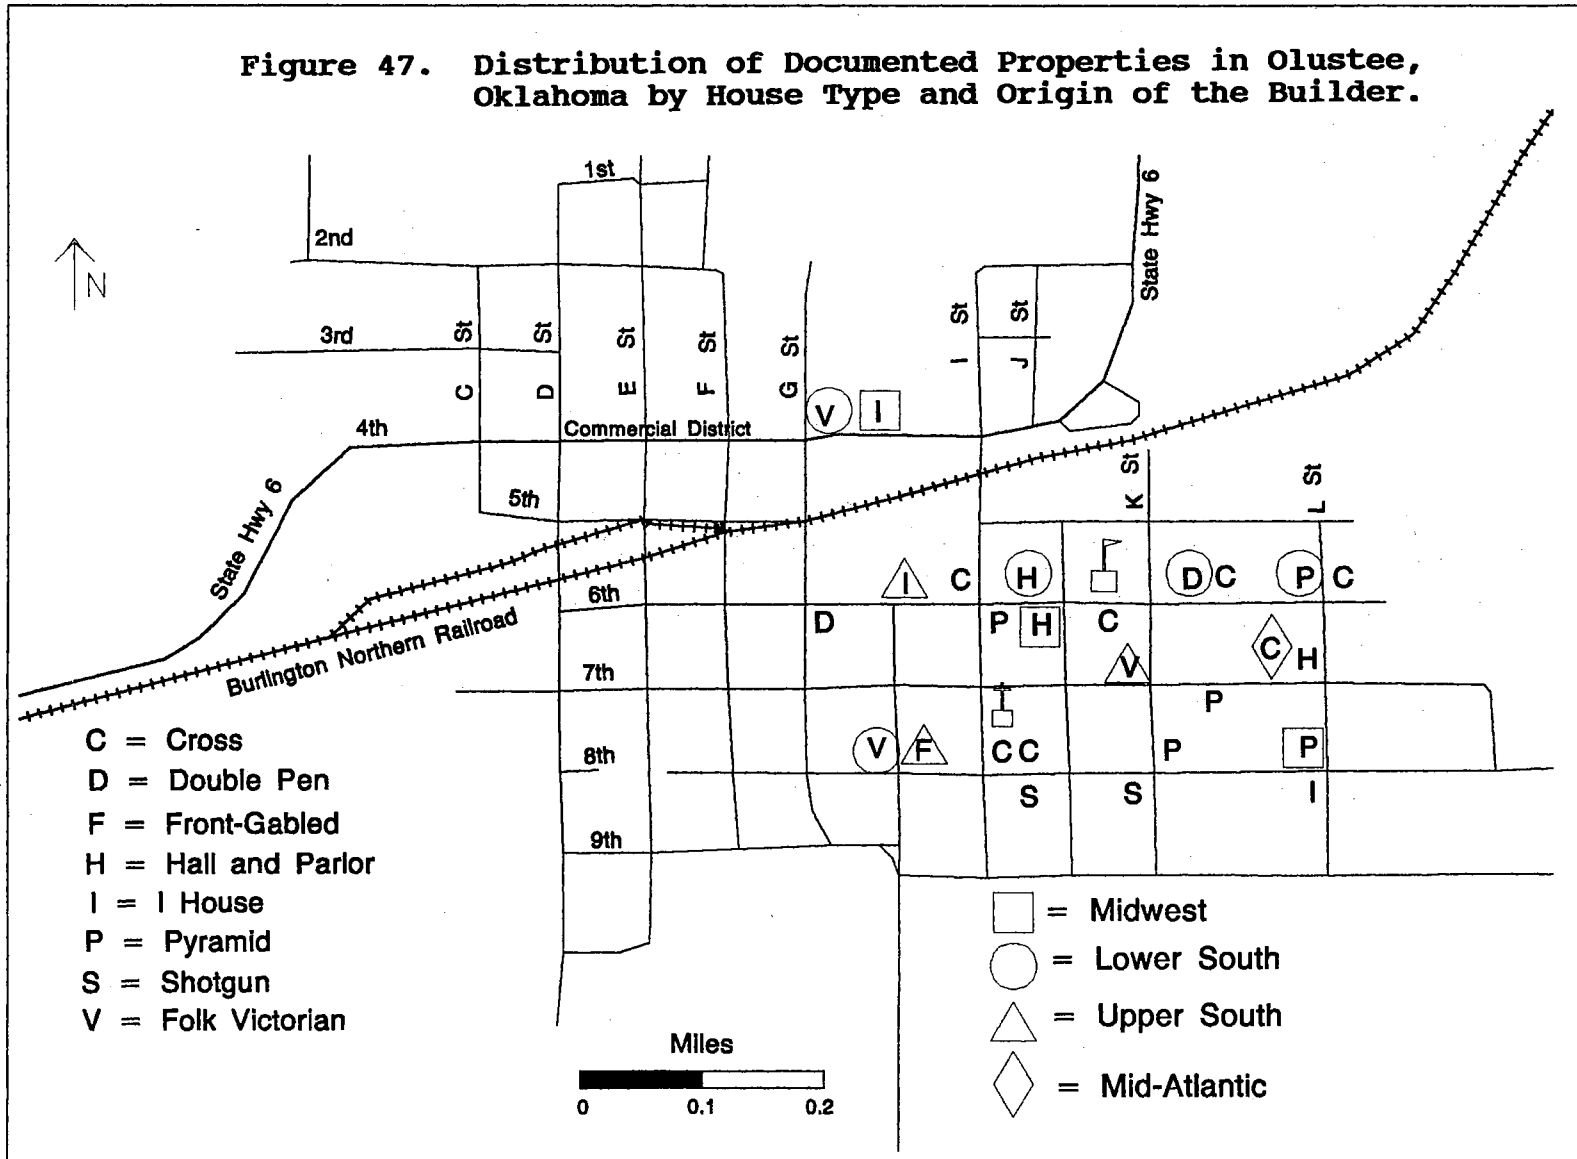 Figure 47. Distribution of Documented Properties in Olustee,
Oklahoma by House Type and Origin of the Builder.
1st
State Hwy 6
2nd
N
3rd
C St
D St
E St
F St
G St
I St
J St
V I
4th
Commercial District
State Hwy 6
5th
K St
L St
6th
I C H D C P C
D P H C
C H
V
Burlington Northern Railroad
7th
P
8th
V F C C P P
S S I
9th
C = Cross
D = Double Pen
F = Front-Gabled
H = Hall and Parlor
I = I House
P = Pyramid
S = Shotgun
V = Folk Victorian
= Midwest
= Lower South
= Upper South
= Mid-Atlantic
Miles
0 0.1 0.2